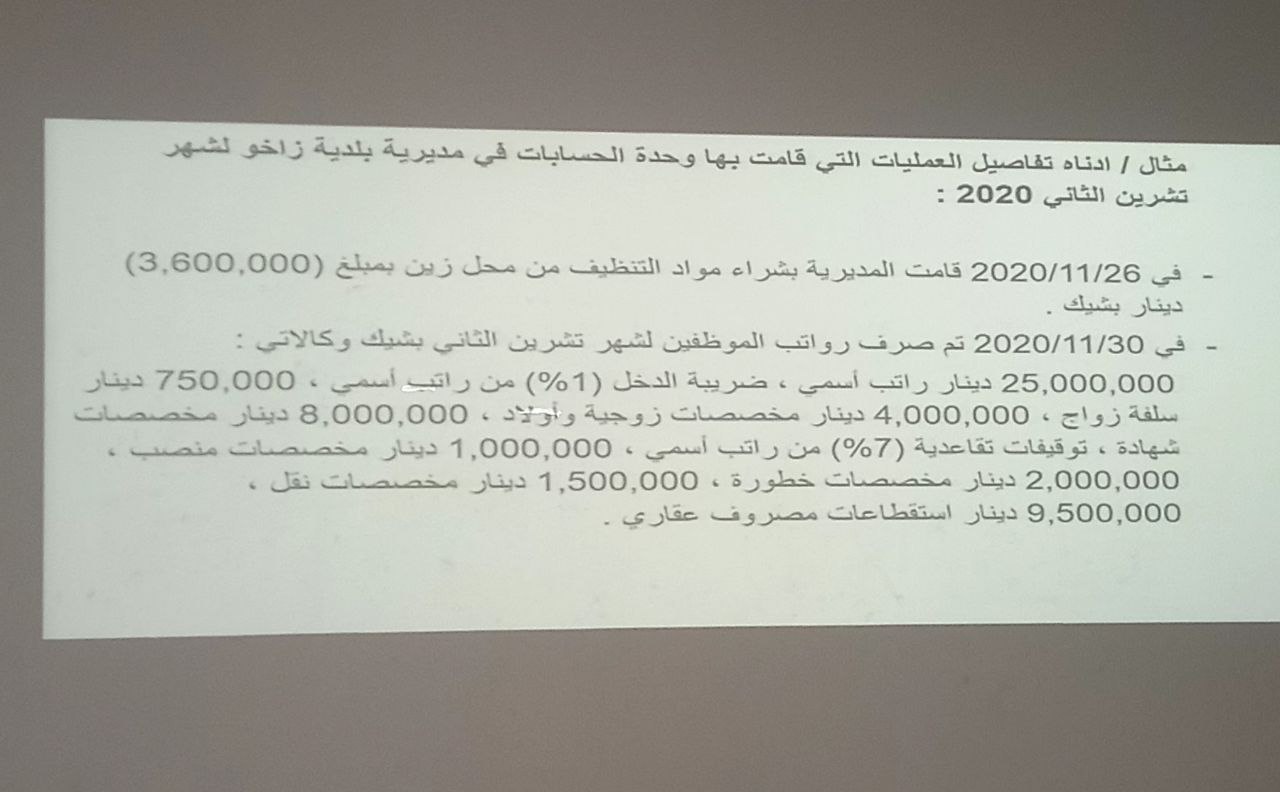 مثال / ادناه تفاصيل العمليات التي قامت بها وحدة الحسابات في مديرية بلدية زاخو لشهر
تشرين الثاني 2020 :
- في 2020/11/26 قامت المديرية بشراء مواد التنظيف من محل زين بمبلغ (3,600,000)
دينار بشيك .
- في 2020/11/30 تم صرف رواتب الموظفين لشهر تشرين الثاني بشيك وكالاتي :
25,000,000 دينار راتب أسمي ، ضريبة الدخل (1%) من راتب أسمي ، 750,000 دينار
سلفة زواج ، 4,000,000 دينار مخصصات زوجية وأولاد ، 8,000,000 دينار مخصصات
شهادة ، توقيفات تقاعدية (7%) من راتب أسمي ، 1,000,000 دينار مخصصات منصب ،
2,000,000 دينار مخصصات خطورة ، 1,500,000 دينار مخصصات نقل ،
9,500,000 دينار استقطاعات مصروف عقاري .